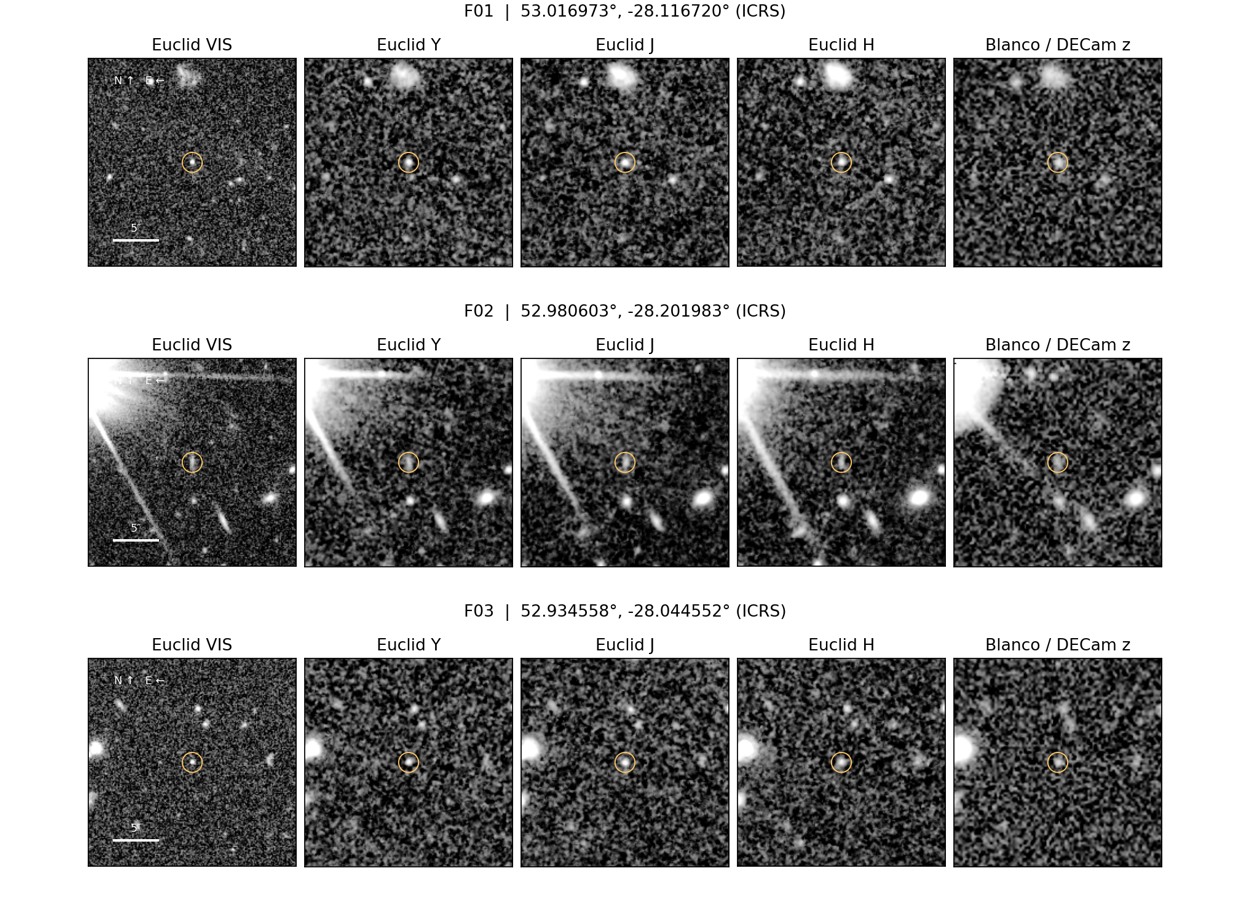 F01 | 53.016973°, -28.116720° (ICRS)
Euclid VIS Euclid Y Euclid J Euclid H Blanco / DECam z
N ↑ E ←
5″
F02 | 52.980603°, -28.201983° (ICRS)
Euclid VIS Euclid Y Euclid J Euclid H Blanco / DECam z
N ↑ E ←
5″
F03 | 52.934558°, -28.044552° (ICRS)
Euclid VIS Euclid Y Euclid J Euclid H Blanco / DECam z
N ↑ E ←
5″